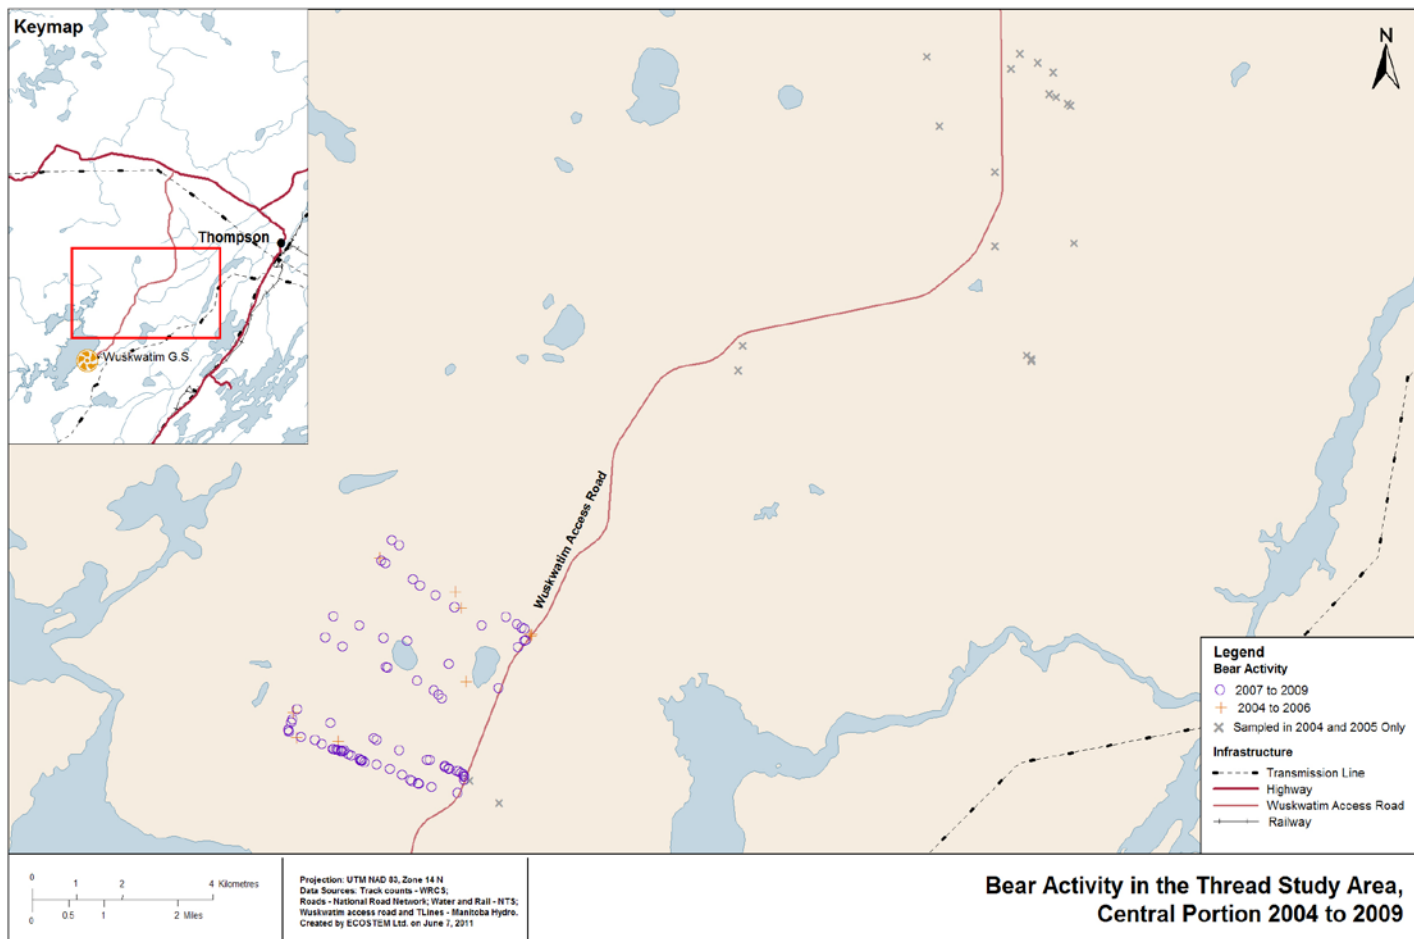 Keymap
Thompson
Wuskwatim G.S.
N
Wuskwatim Access Road
Legend
Bear Activity
2007 to 2009
2004 to 2006
Sampled in 2004 and 2005 Only
Infrastructure
Transmission Line
Highway
Wuskwatim Access Road
Railway
0 1 2 4 Kilometres
0 0.5 1 2 Miles
Projection: UTM NAD 83, Zone 14 N
Data Sources: Track counts - WRCS;
Roads - National Road Network; Water and Rail - NTS;
Wuskwatim access road and TLines - Manitoba Hydro.
Created by ECOSTEM Ltd. on June 7, 2011
Bear Activity in the Thread Study Area,
Central Portion 2004 to 2009